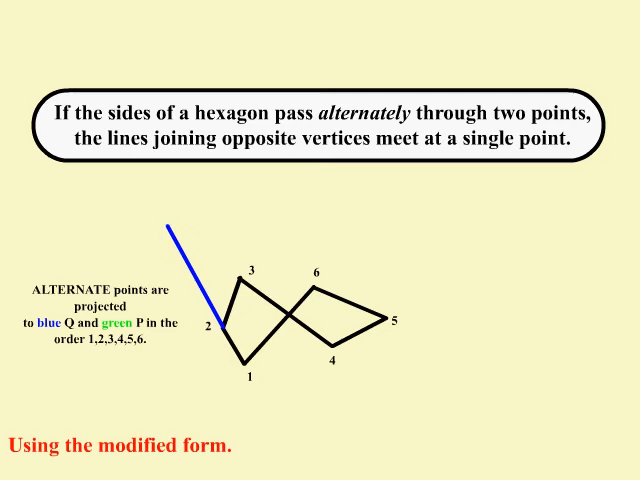 If the sides of a hexagon pass alternately through two points,
the lines joining opposite vertices meet at a single point.
3
6
ALTERNATE points are
projected
to blue Q and green P in the
order 1,2,3,4,5,6.
2
5
4
1
Using the modified form.